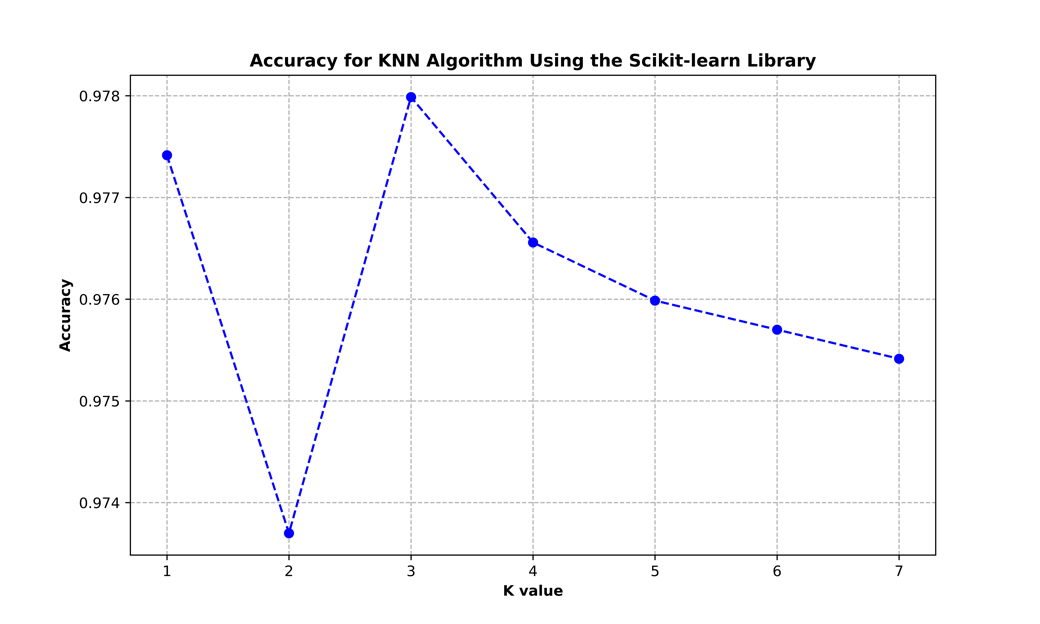 Accuracy for KNN Algorithm Using the Scikit-learn Library
0.978
0.977
0.976
0.975
0.974
Accuracy
1 2 3 4 5 6 7
K value